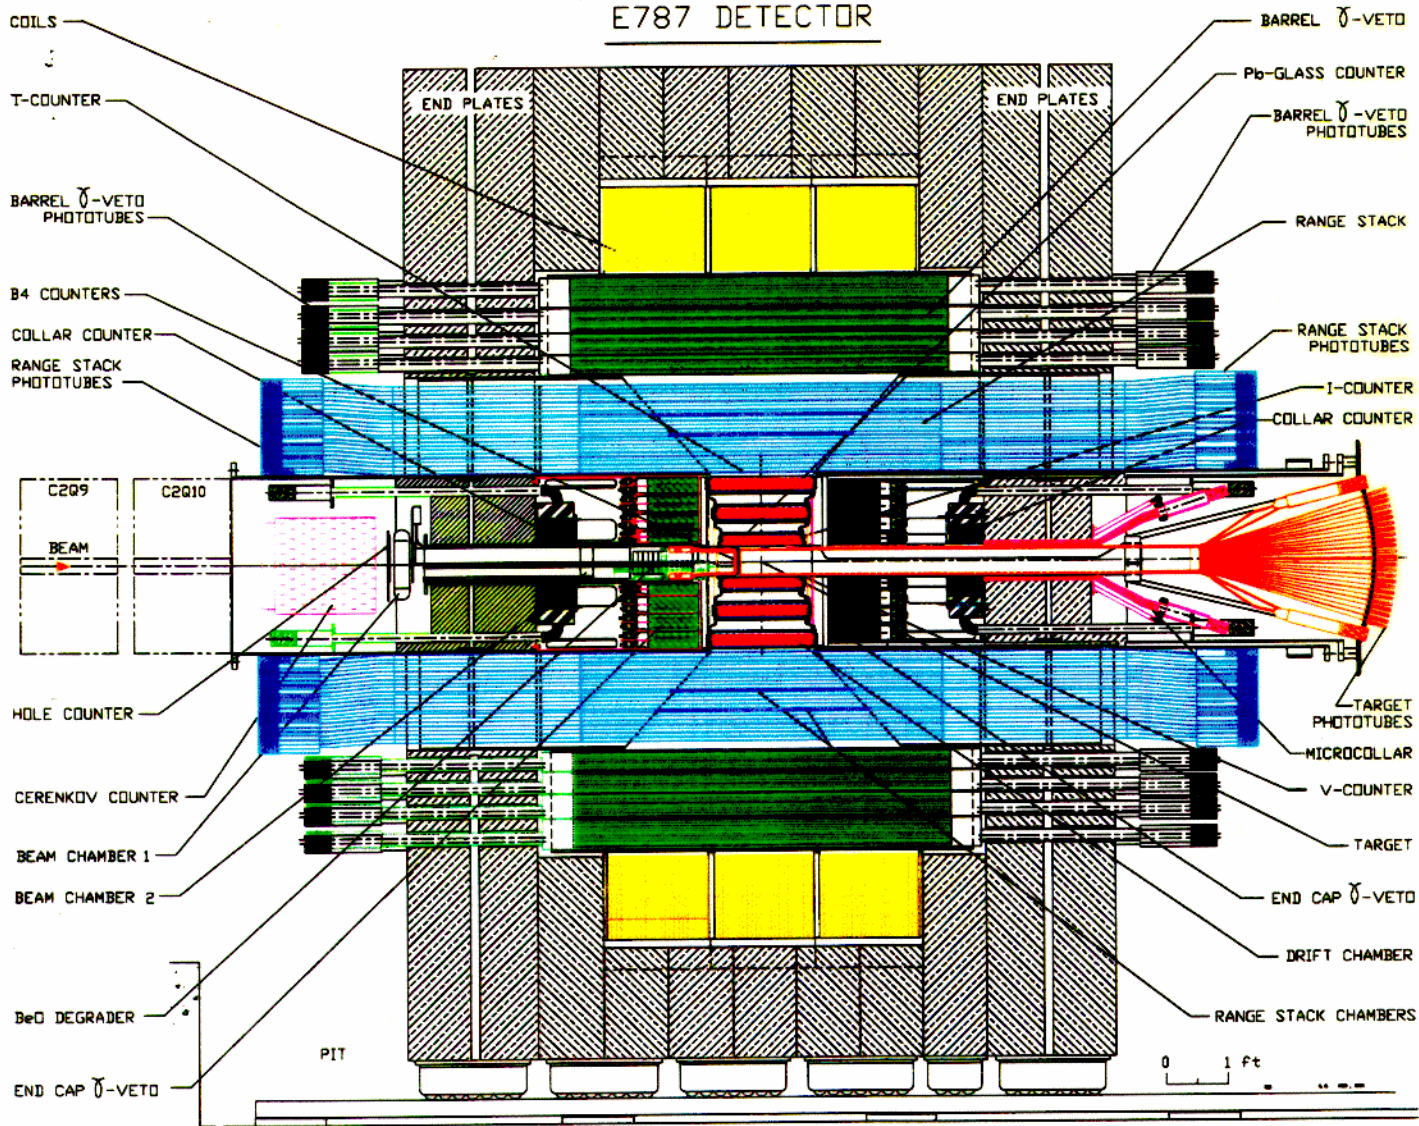 E787 DETECTOR
COILS
T-COUNTER
BARREL γ-VETO
PHOTOTUBES
B4 COUNTERS
COLLAR COUNTER
RANGE STACK
PHOTOTUBES
C2Q9
C2Q10
BEAM
HOLE COUNTER
CERENKOV COUNTER
BEAM CHAMBER 1
BEAM CHAMBER 2
BeO DEGRADER
END CAP γ-VETO
PIT
END PLATES
END PLATES
BARREL γ-VETO
Pb-GLASS COUNTER
BARREL γ-VETO
PHOTOTUBES
RANGE STACK
RANGE STACK
PHOTOTUBES
I-COUNTER
COLLAR COUNTER
TARGET
PHOTOTUBES
MICROCOLLAR
V-COUNTER
TARGET
END CAP γ-VETO
DRIFT CHAMBER
RANGE STACK CHAMBERS
0 1 ft